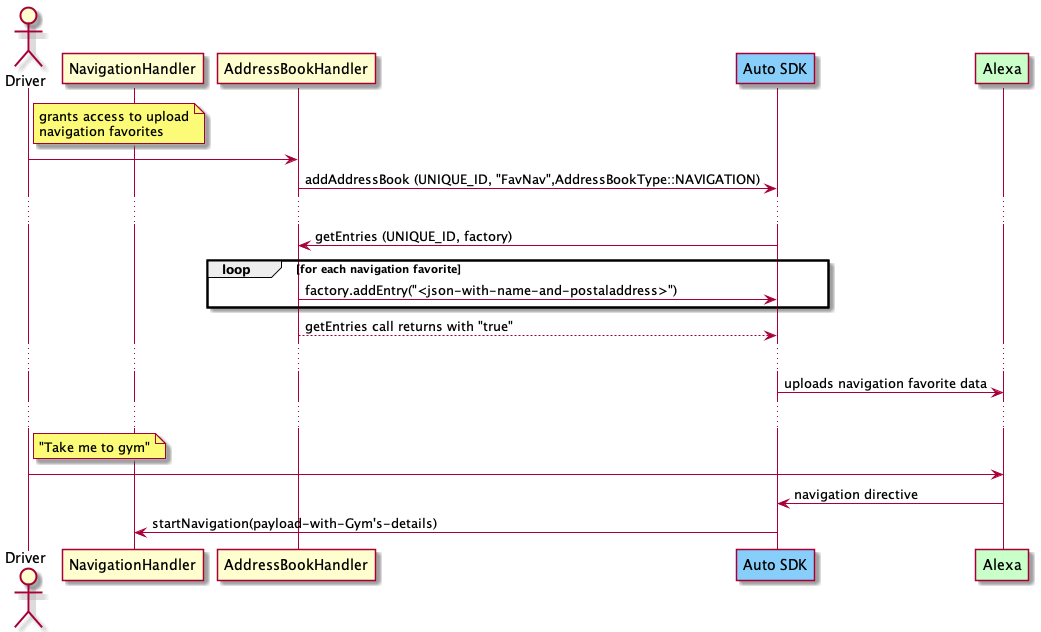 Driver
NavigationHandler
AddressBookHandler
Auto SDK
Alexa
grants access to upload
navigation favorites
addAddressBook (UNIQUE_ID, "FavNav",AddressBookType::NAVIGATION)
getEntries (UNIQUE_ID, factory)
loop
[for each navigation favorite]
factory.addEntry("<json-with-name-and-postaladdress>")
getEntries call returns with "true"
uploads navigation favorite data
"Take me to gym"
navigation directive
startNavigation(payload-with-Gym's-details)
Driver
NavigationHandler
AddressBookHandler
Auto SDK
Alexa